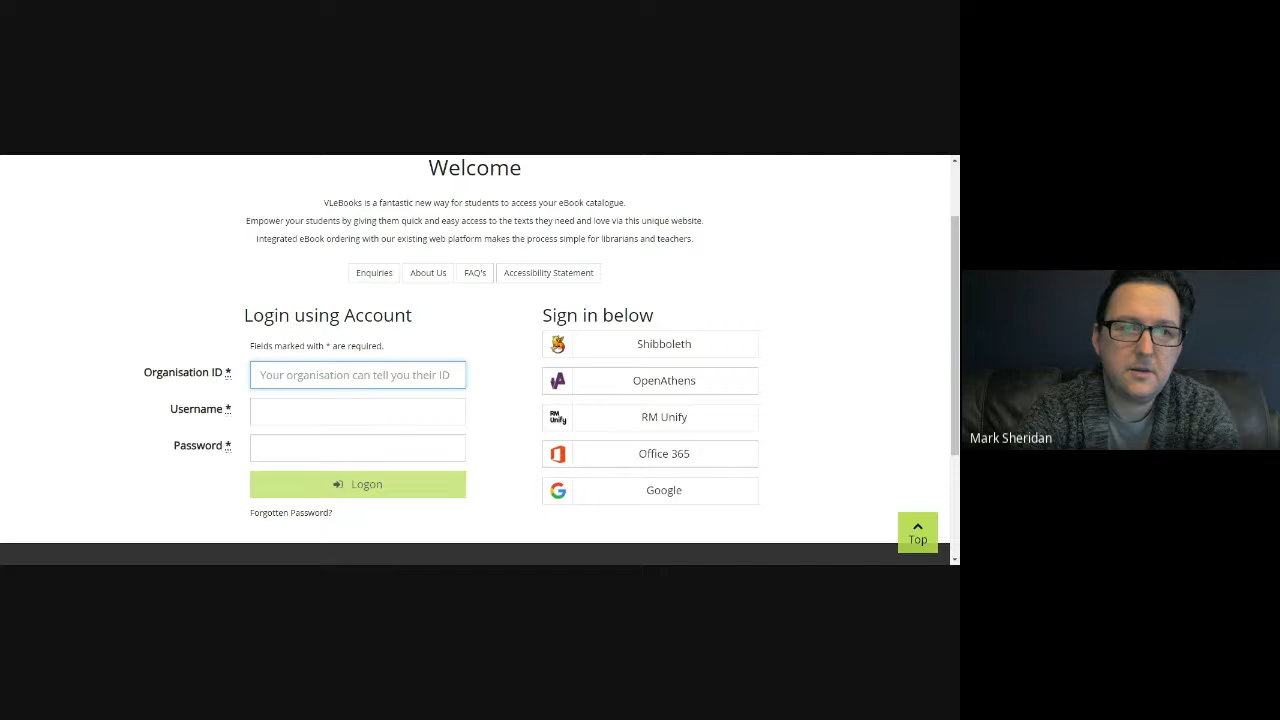 Welcome
VLeBooks is a fantastic new way for students to access your eBook catalogue.
Empower your students by giving them quick and easy access to the texts they need and love via this unique website.
Integrated eBook ordering with our existing web platform makes the process simple for librarians and teachers.
Enquiries
About Us
FAQ's
Accessibility Statement
Login using Account
Fields marked with * are required.
Organisation ID *
Your organisation can tell you their ID
Username *
Password *
Logon
Forgotten Password?
Sign in below
Shibboleth
OpenAthens
RM Unify
RM Unify
Office 365
Google
Top
Mark Sheridan